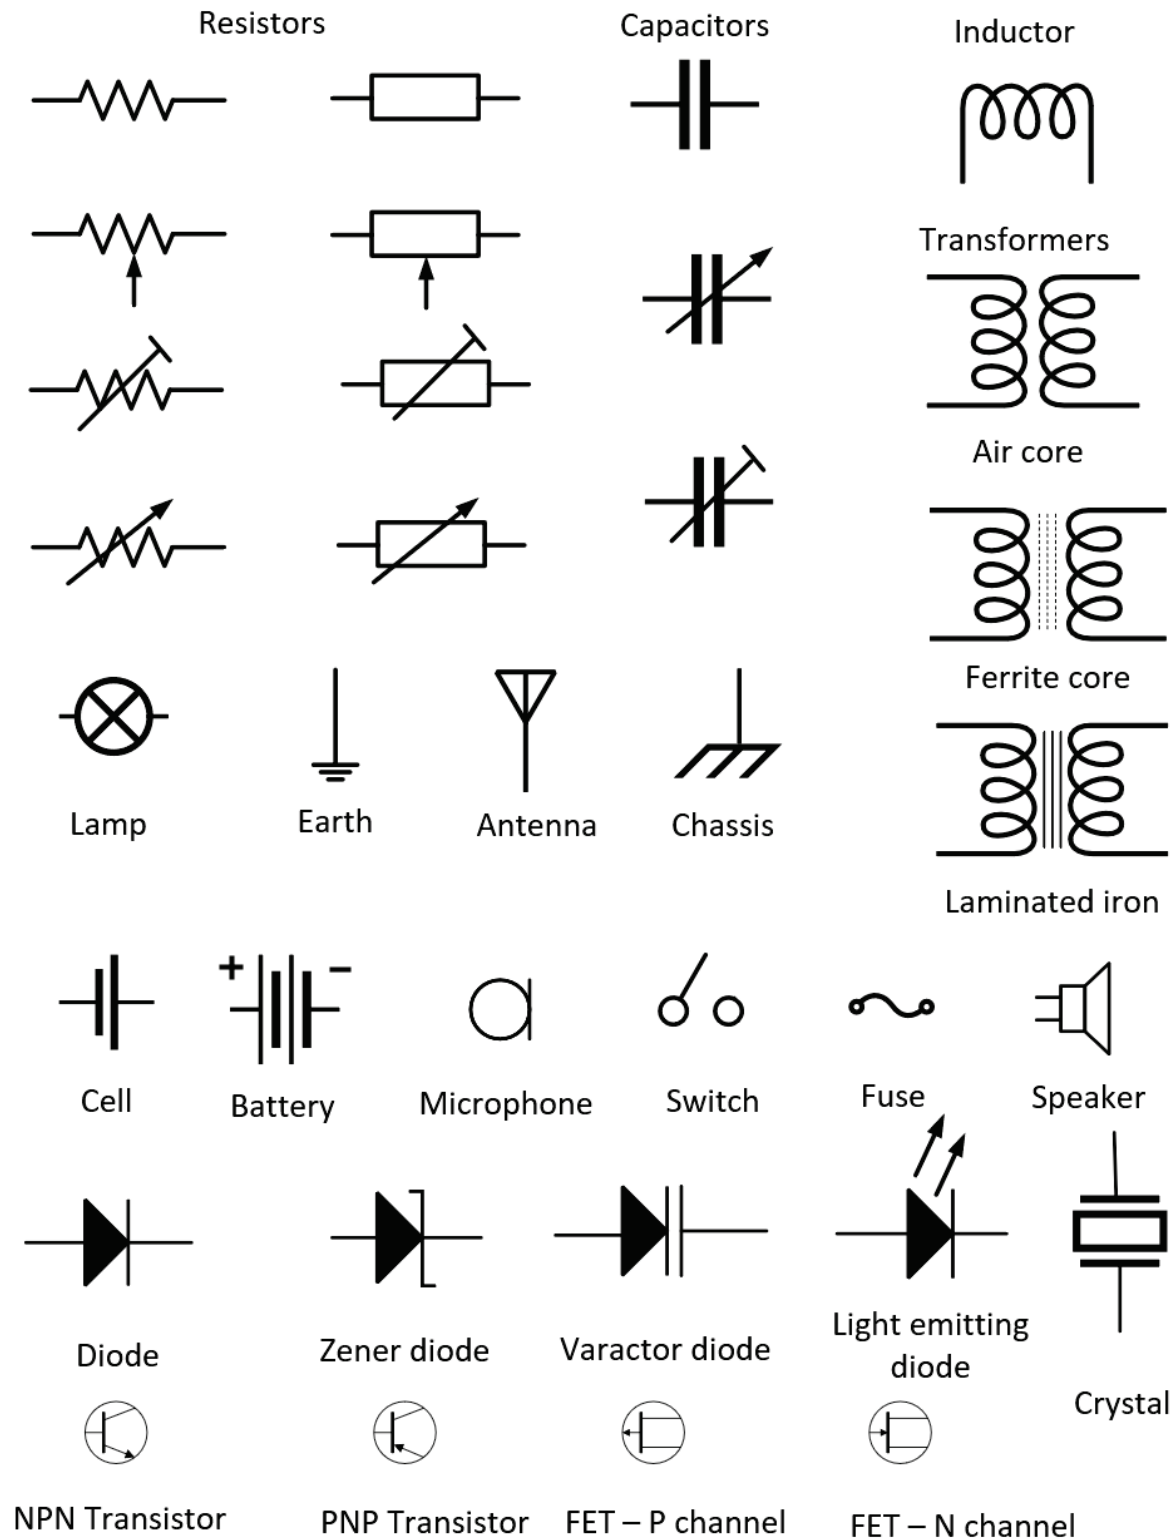 Resistors
Capacitors
Inductor
Transformers
Air core
Ferrite core
Lamp
Earth
Antenna
Chassis
Laminated iron
+ –
Cell
Battery
Microphone
Switch
Fuse
Speaker
Diode
Zener diode
Varactor diode
Light emitting
diode
Crystal
NPN Transistor
PNP Transistor
FET – P channel
FET – N channel